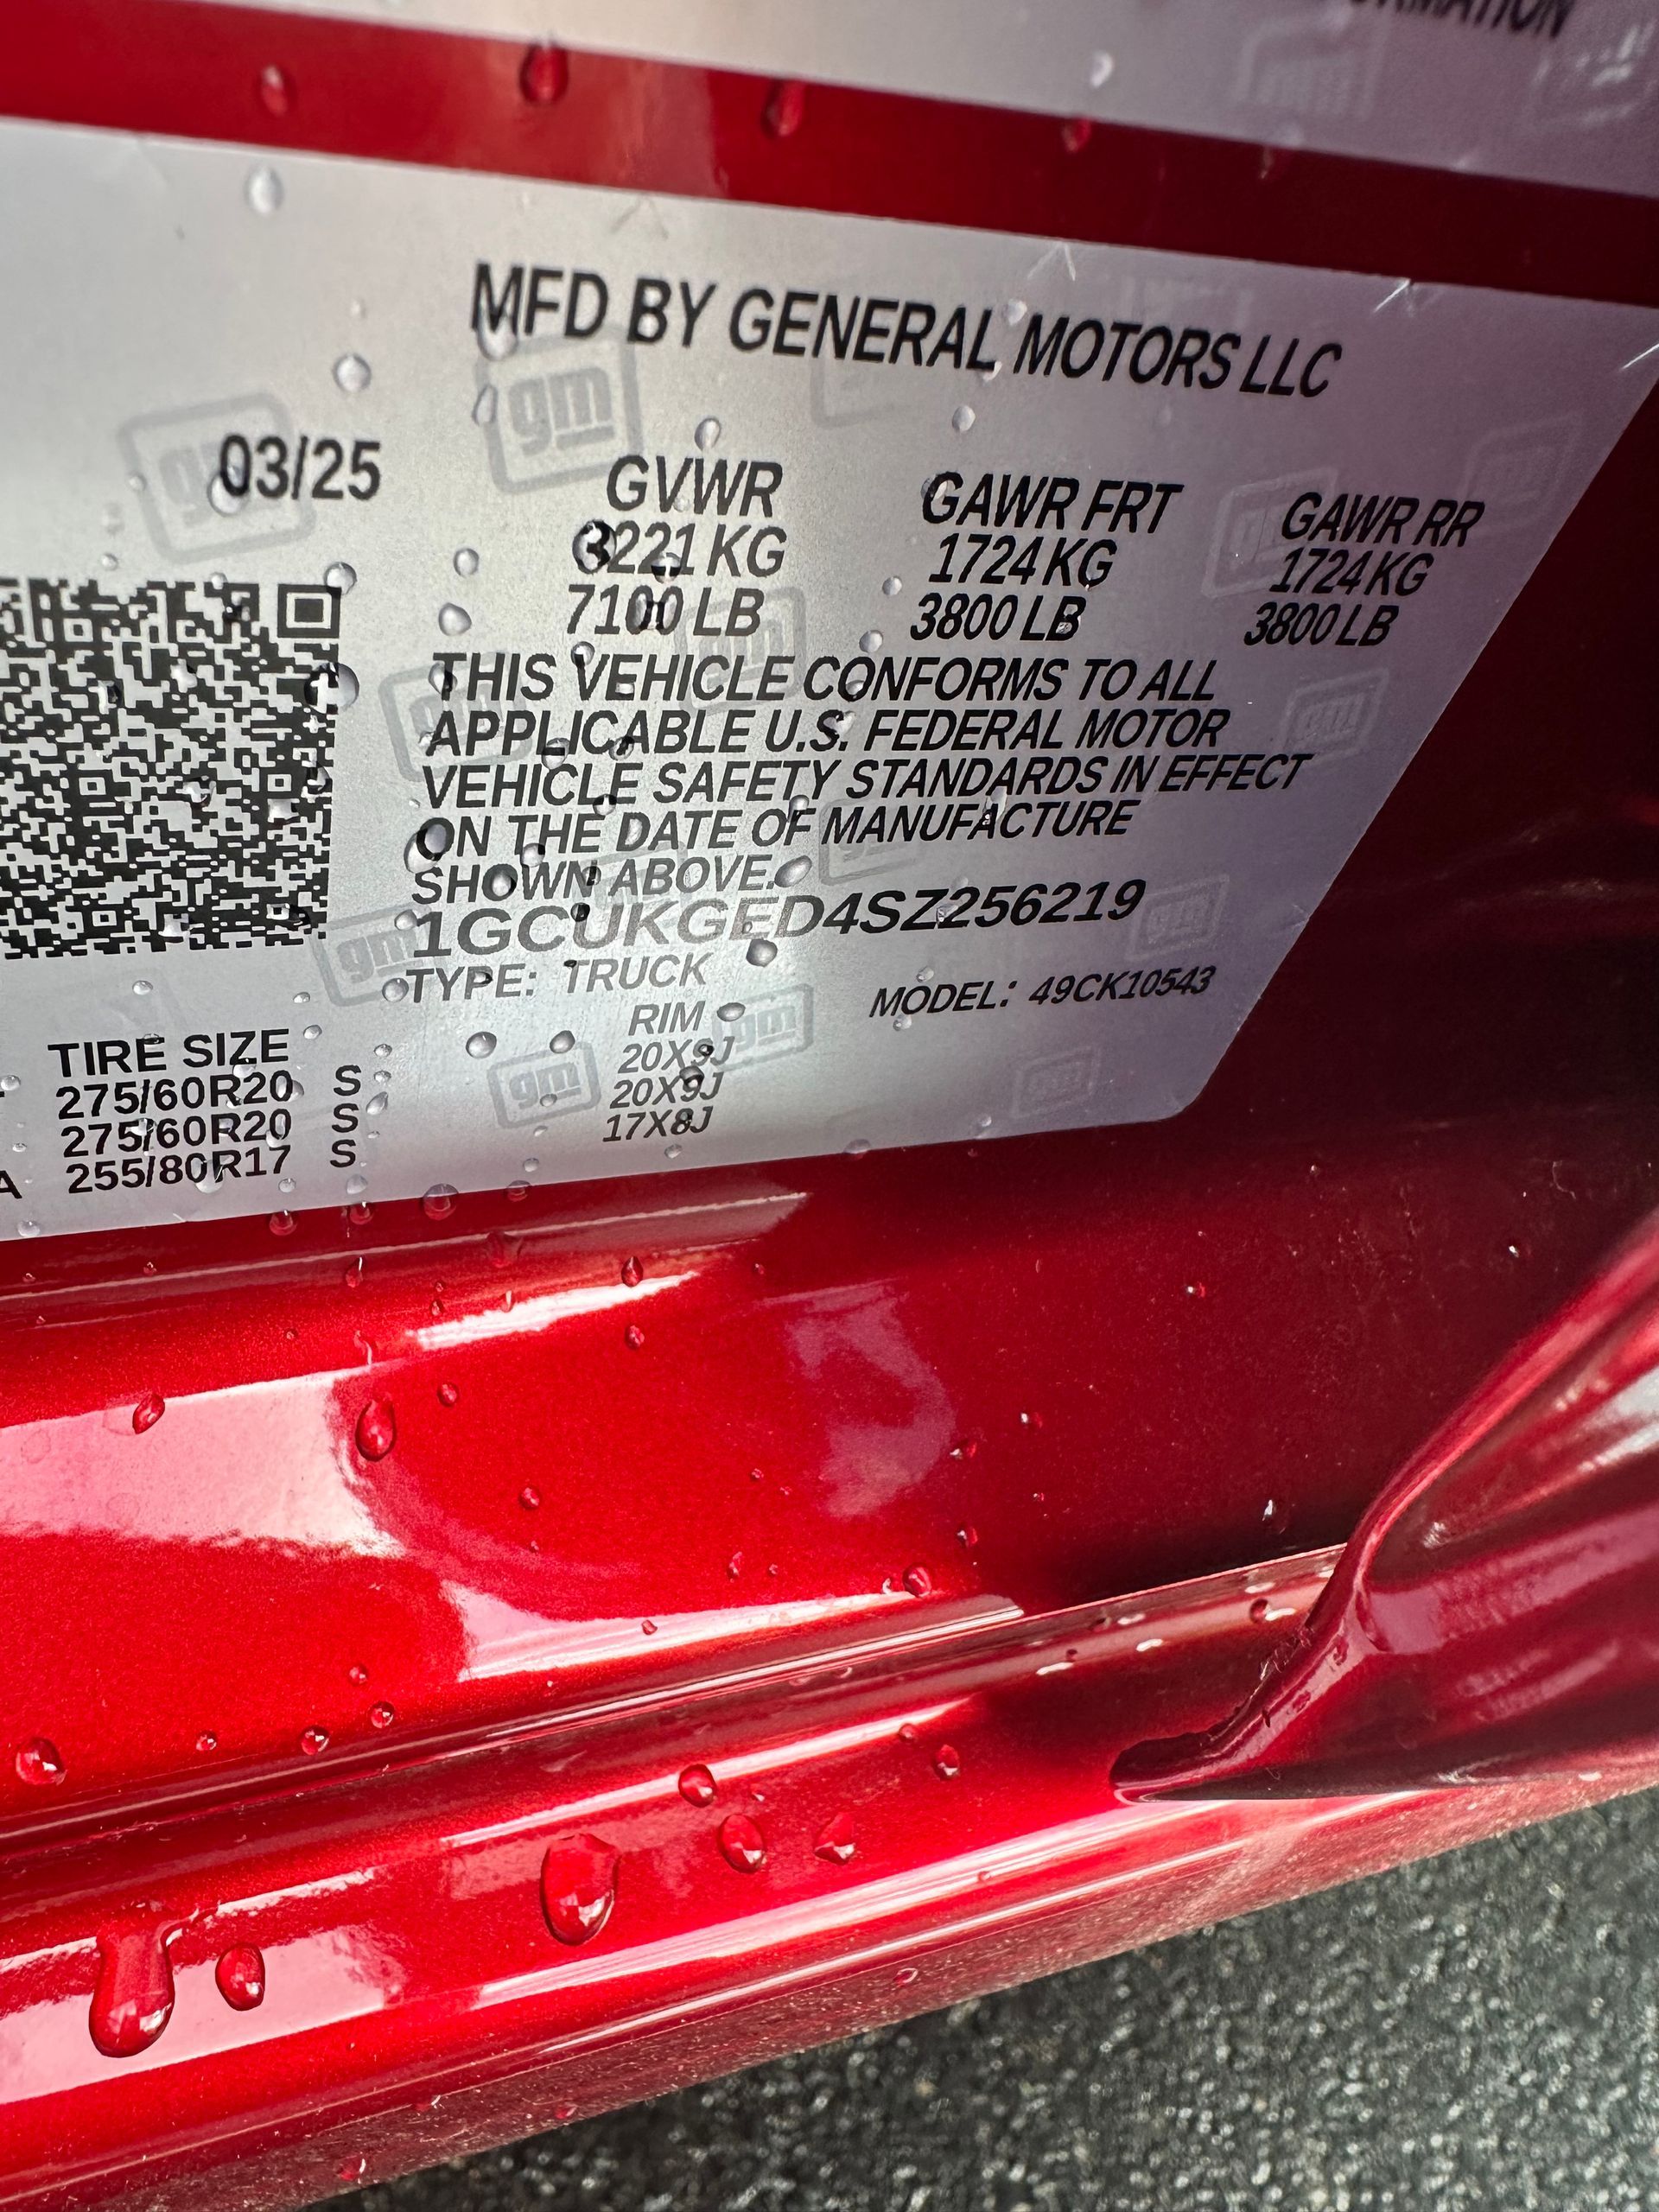 MFD BY GENERAL MOTORS LLC
03/25
GVWR GAWR FRT GAWR RR
3221 KG 1724 KG 1724 KG
7100 LB 3800 LB 3800 LB
THIS VEHICLE CONFORMS TO ALL
APPLICABLE U.S. FEDERAL MOTOR
VEHICLE SAFETY STANDARDS IN EFFECT
ON THE DATE OF MANUFACTURE
SHOWN ABOVE.
1GCUKGED4SZ256219
TYPE: TRUCK MODEL: 49CK10543
TIRE SIZE RIM
275/60R20 S 20X9J
275/60R20 S 20X9J
255/80R17 S 17X8J
gm